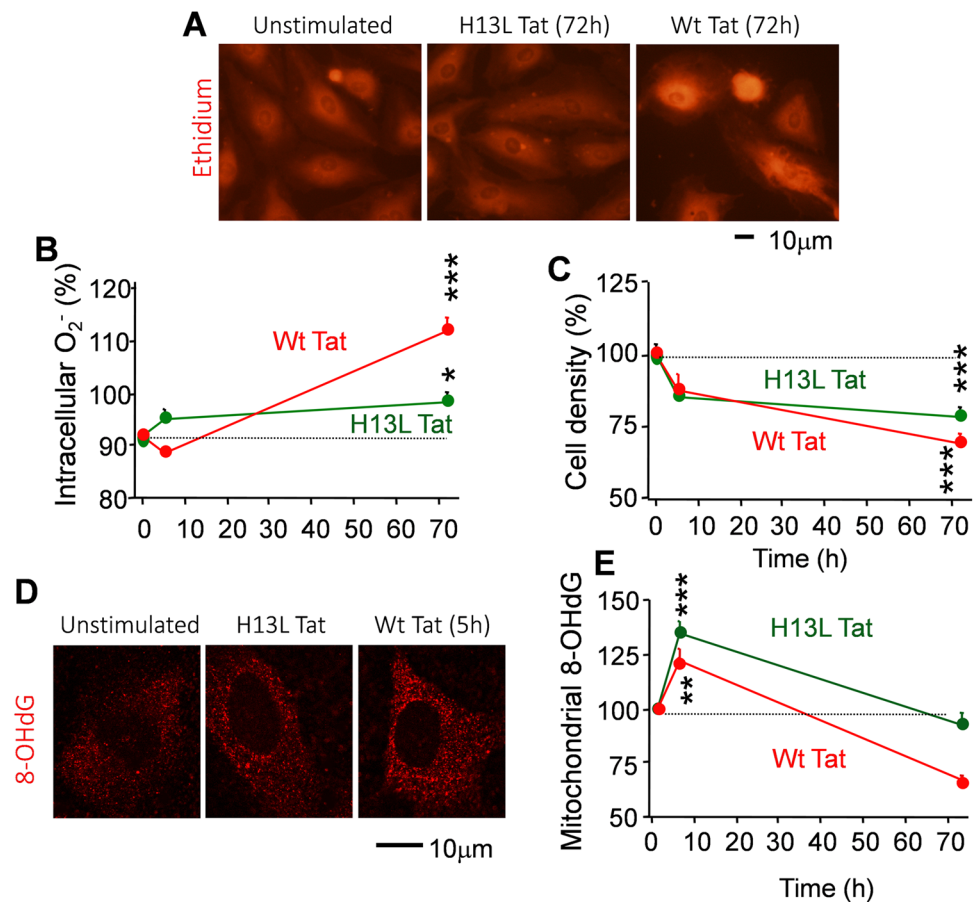 A
Unstimulated
H13L Tat (72h)
Wt Tat (72h)
Ethidium
10μm
B
Intracellular O₂⁻ (%)
120
110
100
90
80
0 10 20 30 40 50 60 70
Wt Tat
H13L Tat
***
*
C
Cell density (%)
125
100
75
50
0 10 20 30 40 50 60 70
Time (h)
H13L Tat
Wt Tat
***
***
D
Unstimulated
H13L Tat
Wt Tat (5h)
8-OHdG
10μm
E
Mitochondrial 8-OHdG
150
125
100
75
50
0 10 20 30 40 50 60 70
Time (h)
H13L Tat
Wt Tat
***
**